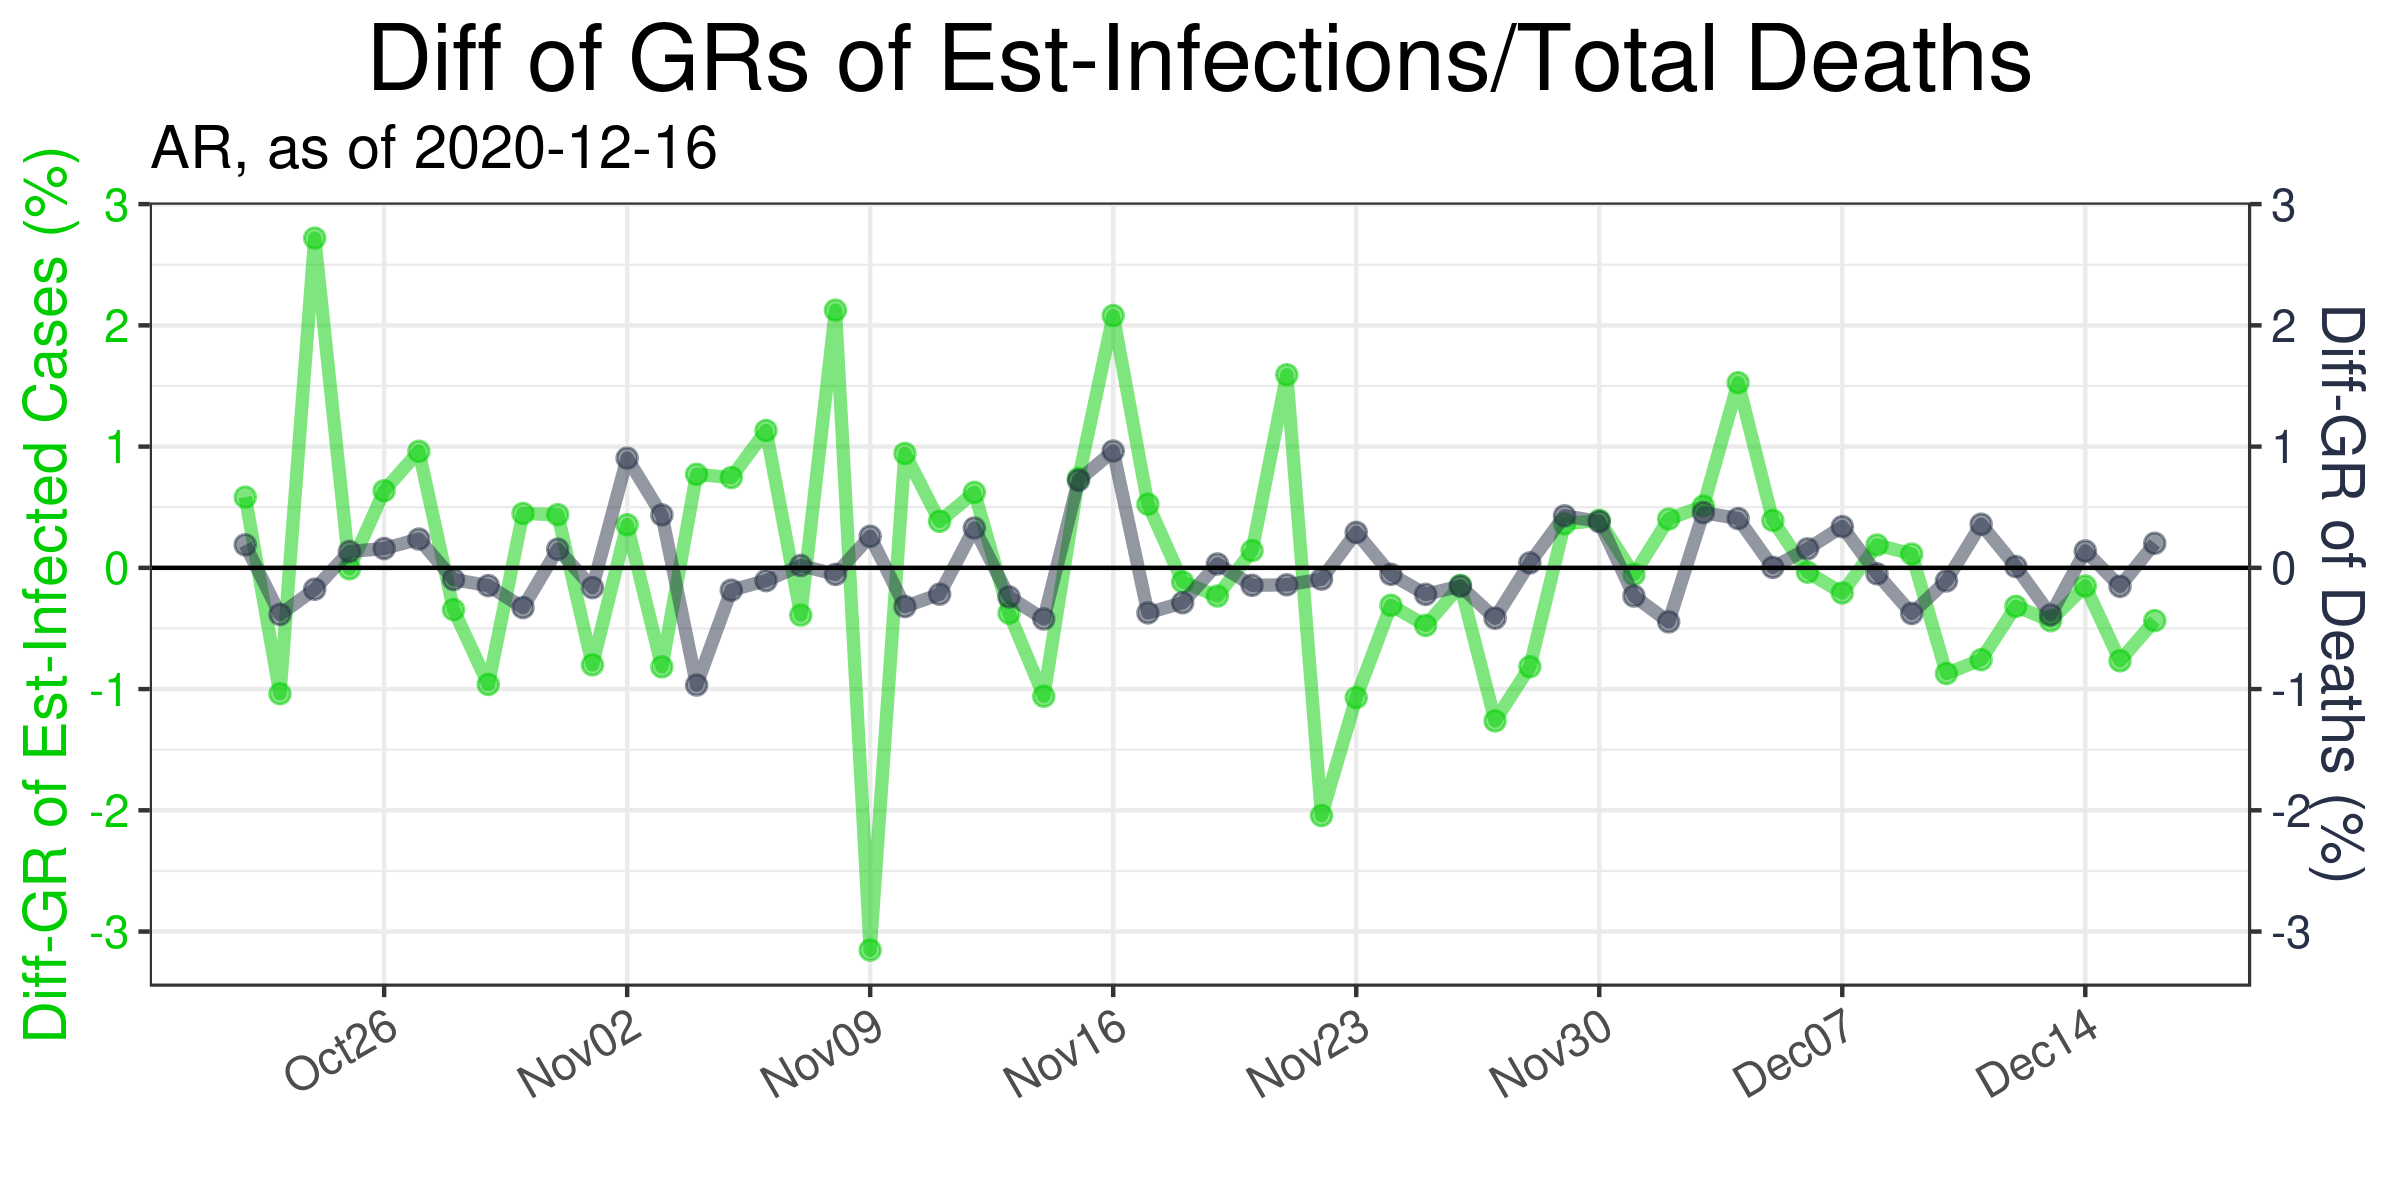 Diff of GRs of Est-Infections/Total Deaths
AR, as of 2020-12-16
Diff-GR of Est-Infected Cases (%)
3
2
1
0
-1
-2
-3
3
2
1
0
-1
-2
-3
Diff-GR of Deaths (%)
Oct26
Nov02
Nov09
Nov16
Nov23
Nov30
Dec07
Dec14